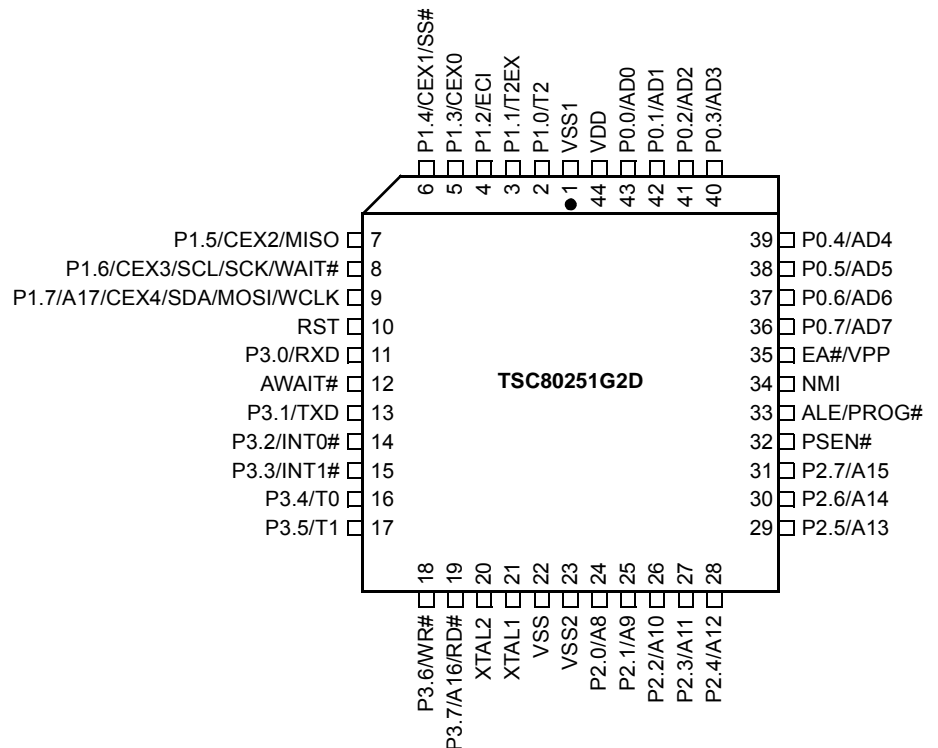 P1.4/CEX1/SS#
P1.3/CEX0
P1.2/ECI
P1.1/T2EX
P1.0/T2
VSS1
VDD
P0.0/AD0
P0.1/AD1
P0.2/AD2
P0.3/AD3
6
5
4
3
2
1
44
43
42
41
40
P1.5/CEX2/MISO 7
P1.6/CEX3/SCL/SCK/WAIT# 8
P1.7/A17/CEX4/SDA/MOSI/WCLK 9
RST 10
P3.0/RXD 11
AWAIT# 12
P3.1/TXD 13
P3.2/INT0# 14
P3.3/INT1# 15
P3.4/T0 16
P3.5/T1 17
TSC80251G2D
39 P0.4/AD4
38 P0.5/AD5
37 P0.6/AD6
36 P0.7/AD7
35 EA#/VPP
34 NMI
33 ALE/PROG#
32 PSEN#
31 P2.7/A15
30 P2.6/A14
29 P2.5/A13
18
19
20
21
22
23
24
25
26
27
28
P3.6/WR#
P3.7/A16/RD#
XTAL2
XTAL1
VSS
VSS2
P2.0/A8
P2.1/A9
P2.2/A10
P2.3/A11
P2.4/A12